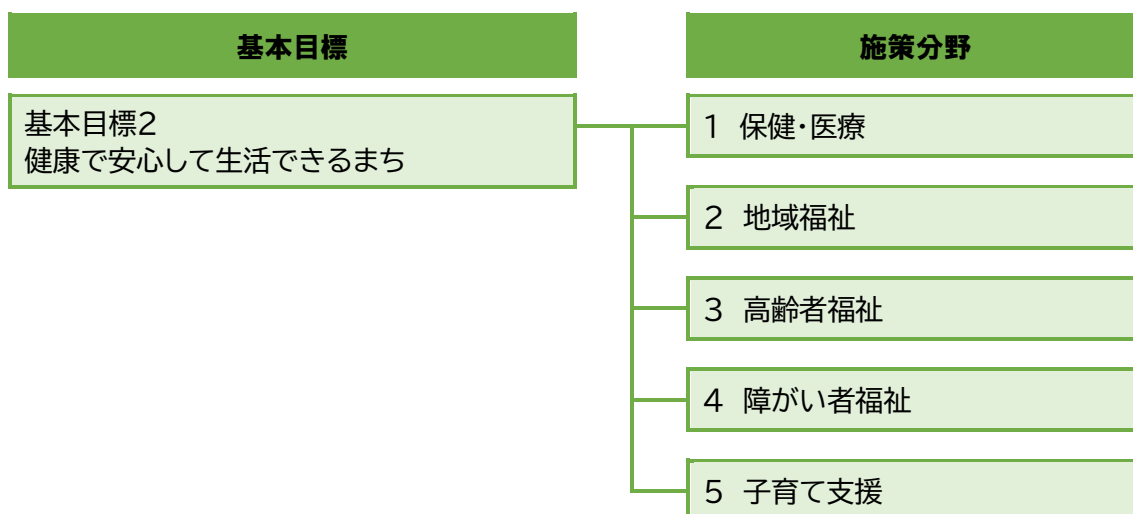 基本目標
施策分野
基本目標2
健康で安心して生活できるまち
1 保健・医療
2 地域福祉
3 高齢者福祉
4 障がい者福祉
5 子育て支援